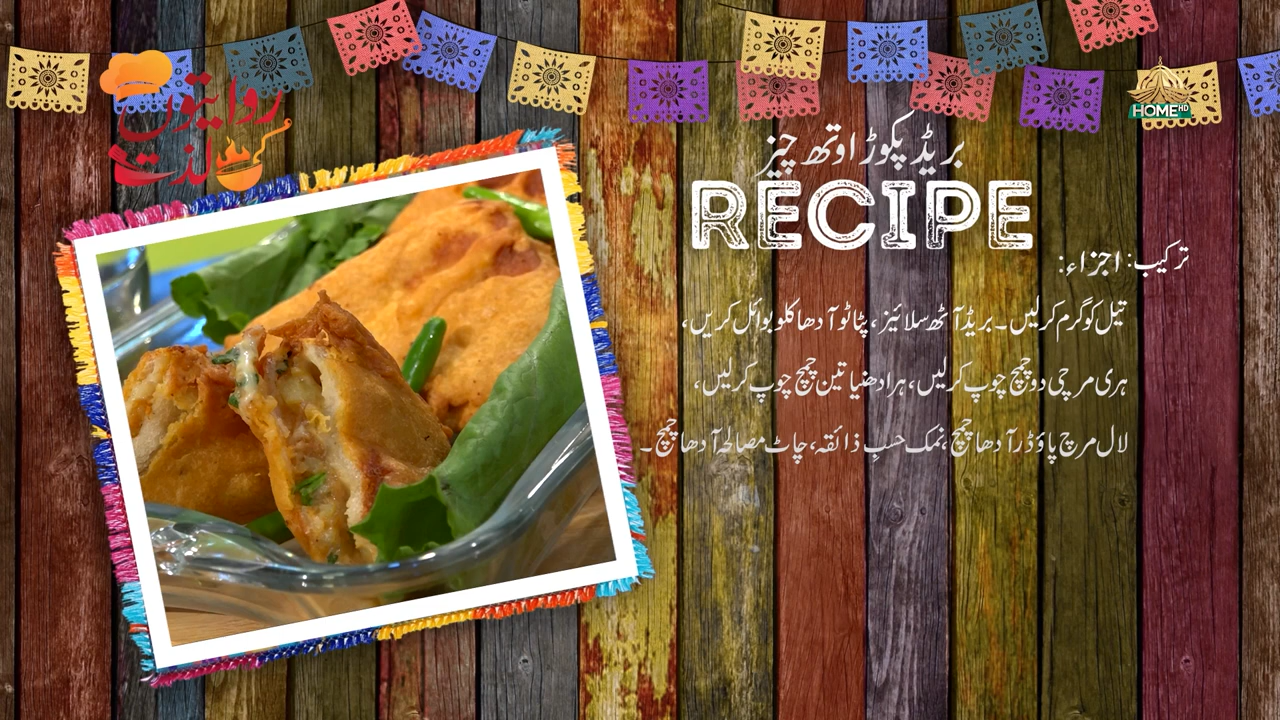 روایتوں
کی لذت
HOME HD
بریڈ پکوڑا وتھ چیز
RECIPE
ترکیب: اجزاء:
تیل کو گرم کرلیں۔ بریڈ آٹھ سلائیز، پٹاٹو آدھا کلو بوائل کریں،
ہری مرچی دو چمچ چوپ کرلیں، ہرا دھنیا تین چمچ چوپ کرلیں،
لال مرچ پاؤڈر آدھا چمچ، نمک حسبِ ذائقہ، چاٹ مصالحہ آدھا چمچ۔